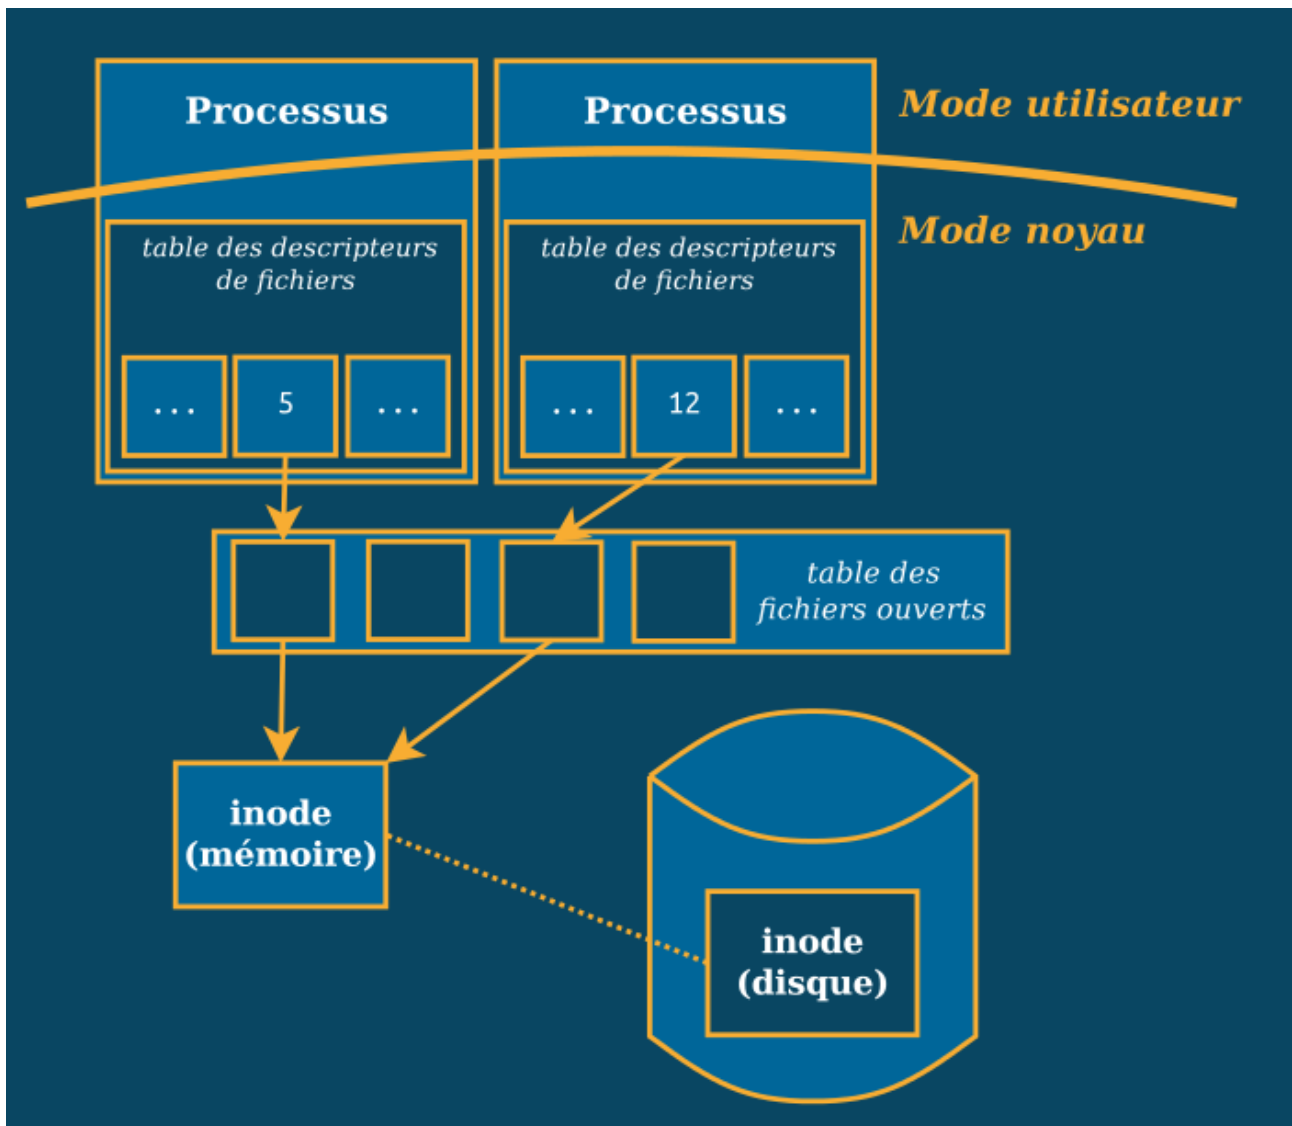 Processus
Processus
Mode utilisateur
Mode noyau
table des descripteurs
de fichiers
table des descripteurs
de fichiers
...
5
...
...
12
...
table des
fichiers ouverts
inode
(mémoire)
inode
(disque)